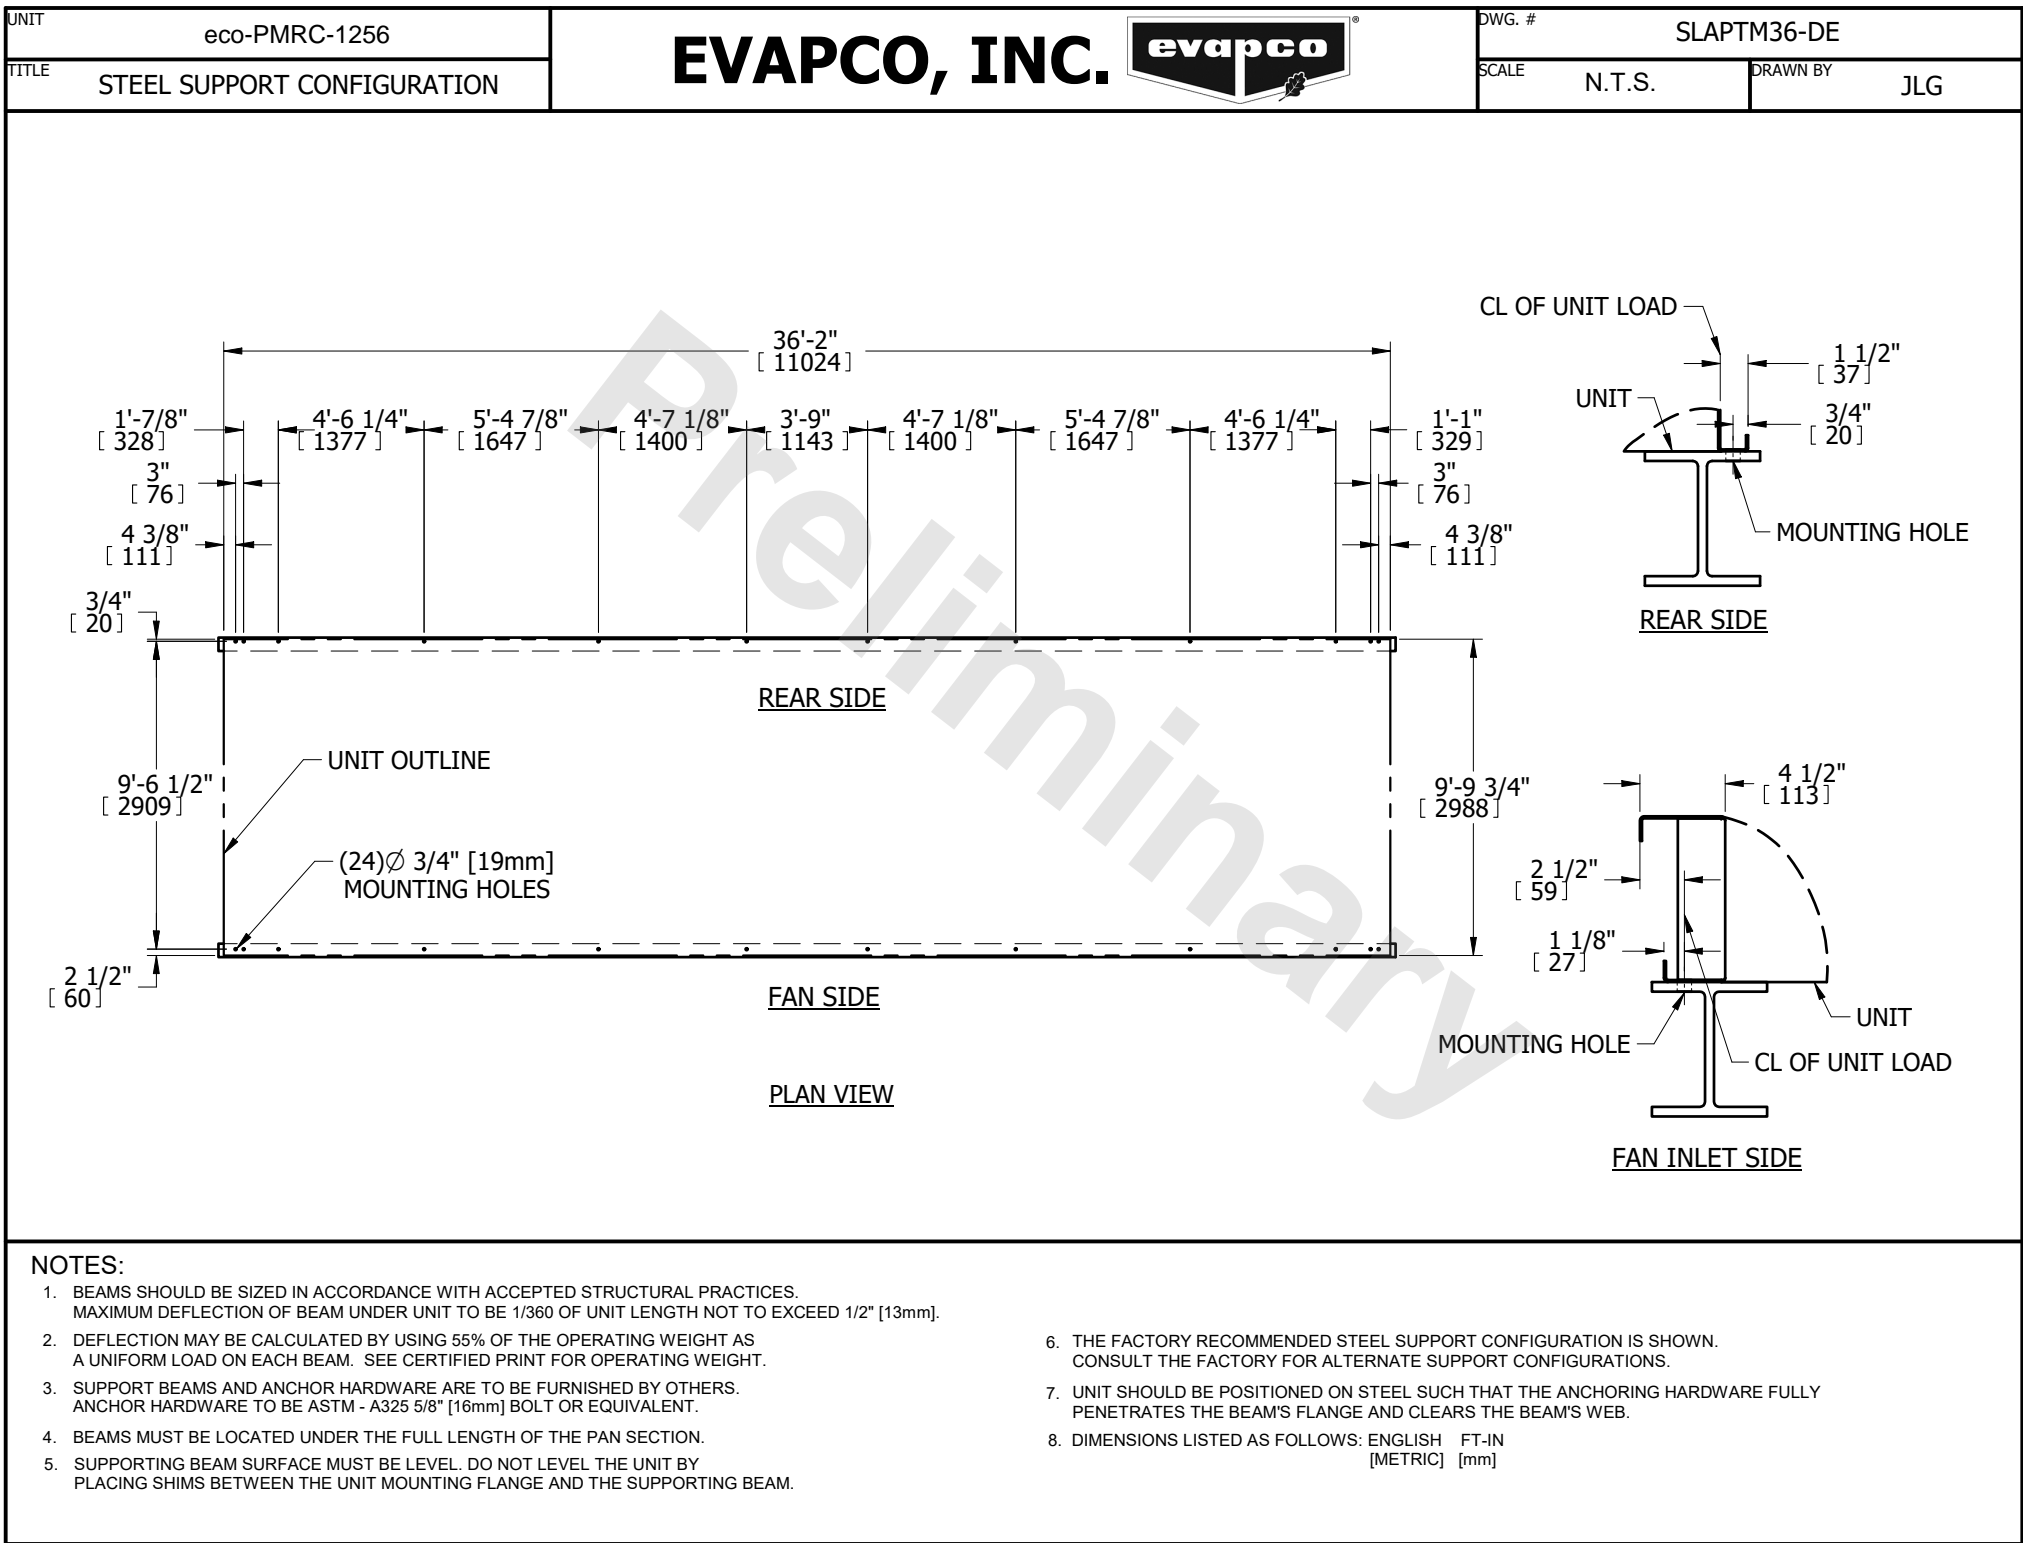 UNIT
eco-PMRC-1256
TITLE
STEEL SUPPORT CONFIGURATION
EVAPCO, INC.
evapco
®
DWG. #
SLAPTM36-DE
SCALE
N.T.S.
DRAWN BY
JLG
36'-2"
[ 11024]
1'-7/8"
[ 328]
4'-6 1/4"
[ 1377]
5'-4 7/8"
[ 1647]
4'-7 1/8"
[ 1400 ]
3'-9"
[ 1143 ]
4'-7 1/8"
[ 1400 ]
5'-4 7/8"
[ 1647]
4'-6 1/4"
[ 1377]
1'-1"
[ 329]
3"
[ 76]
3"
[ 76]
4 3/8"
[ 111]
4 3/8"
[ 111]
3/4"
[ 20]
REAR SIDE
UNIT OUTLINE
9'-6 1/2"
[ 2909]
9'-9 3/4"
[ 2988]
(24)∅ 3/4" [19mm]
MOUNTING HOLES
2 1/2"
[ 60]
FAN SIDE
PLAN VIEW
Preliminary
CL OF UNIT LOAD
1 1/2"
[ 37]
UNIT
3/4"
[ 20]
MOUNTING HOLE
REAR SIDE
4 1/2"
[ 113]
2 1/2"
[ 59]
1 1/8"
[ 27]
UNIT
MOUNTING HOLE
CL OF UNIT LOAD
FAN INLET SIDE
NOTES:
1. BEAMS SHOULD BE SIZED IN ACCORDANCE WITH ACCEPTED STRUCTURAL PRACTICES.
MAXIMUM DEFLECTION OF BEAM UNDER UNIT TO BE 1/360 OF UNIT LENGTH NOT TO EXCEED 1/2" [13mm].
2. DEFLECTION MAY BE CALCULATED BY USING 55% OF THE OPERATING WEIGHT AS
A UNIFORM LOAD ON EACH BEAM. SEE CERTIFIED PRINT FOR OPERATING WEIGHT.
3. SUPPORT BEAMS AND ANCHOR HARDWARE ARE TO BE FURNISHED BY OTHERS.
ANCHOR HARDWARE TO BE ASTM - A325 5/8" [16mm] BOLT OR EQUIVALENT.
4. BEAMS MUST BE LOCATED UNDER THE FULL LENGTH OF THE PAN SECTION.
5. SUPPORTING BEAM SURFACE MUST BE LEVEL. DO NOT LEVEL THE UNIT BY
PLACING SHIMS BETWEEN THE UNIT MOUNTING FLANGE AND THE SUPPORTING BEAM.
6. THE FACTORY RECOMMENDED STEEL SUPPORT CONFIGURATION IS SHOWN.
CONSULT THE FACTORY FOR ALTERNATE SUPPORT CONFIGURATIONS.
7. UNIT SHOULD BE POSITIONED ON STEEL SUCH THAT THE ANCHORING HARDWARE FULLY
PENETRATES THE BEAM'S FLANGE AND CLEARS THE BEAM'S WEB.
8. DIMENSIONS LISTED AS FOLLOWS: ENGLISH FT-IN
[METRIC] [mm]